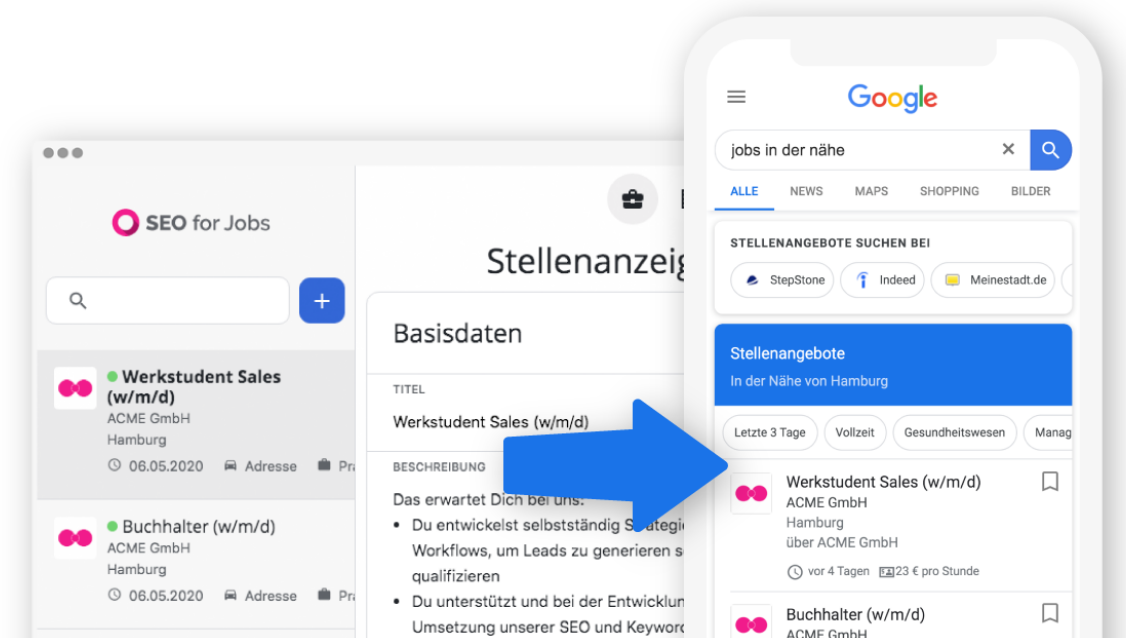 SEO for Jobs
Werkstudent Sales
(w/m/d)
ACME GmbH
Hamburg
06.05.2020 Adresse
Buchhalter (w/m/d)
ACME GmbH
Hamburg
06.05.2020 Adresse
Basisdaten
TITEL
Werkstudent Sales (w/m/d)
BESCHREIBUNG
Das erwartet Dich bei uns:
Du entwickelst selbstständig
Workflows, um Leads zu generieren
qualifizieren
Du unterstützt und bei der
Umsetzung unserer SEO und
Google
jobs in der nähe
ALLE NEWS MAPS SHOPPING BILDER
STELLENANGEBOTE SUCHEN BEI
StepStone Indeed Meinestadt.de
Stellenangebote
In der Nähe von Hamburg
Letzte 3 Tage Vollzeit Gesundheitswesen Manag
Werkstudent Sales (w/m/d)
ACME GmbH
Hamburg
über ACME GmbH
vor 4 Tagen 23 € pro Stunde
Buchhalter (w/m/d)
ACME GmbH